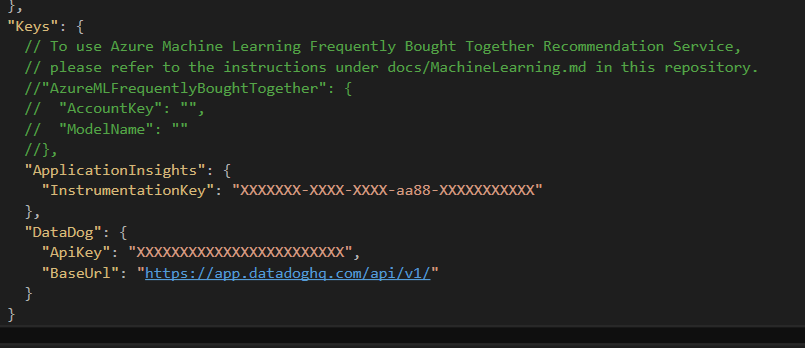 },
"Keys": {
// To use Azure Machine Learning Frequently Bought Together Recommendation Service,
// please refer to the instructions under docs/MachineLearning.md in this repository.
//"AzureMLFrequentlyBoughtTogether": {
//  "AccountKey": "",
//  "ModelName": ""
//},
"ApplicationInsights": {
"InstrumentationKey": "XXXXXXX-XXXX-XXXX-aa88-XXXXXXXXXXX"
},
"DataDog": {
"ApiKey": "XXXXXXXXXXXXXXXXXXXXXXXX",
"BaseUrl": "https://app.datadoghq.com/api/v1/"
}
}